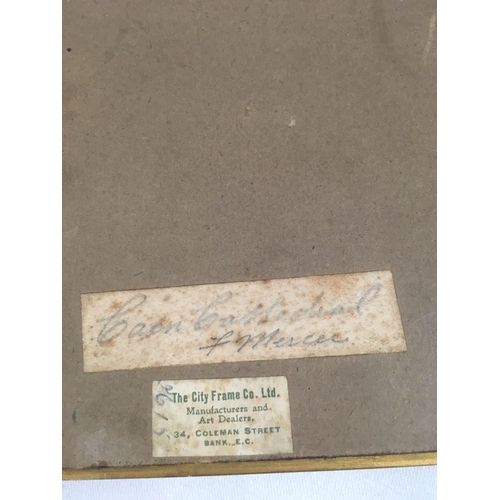 Caen Cathedral
F Mercer
The City Frame Co. Ltd.
Manufacturers and
Art Dealers,
34, COLEMAN STREET
BANK, E.C.